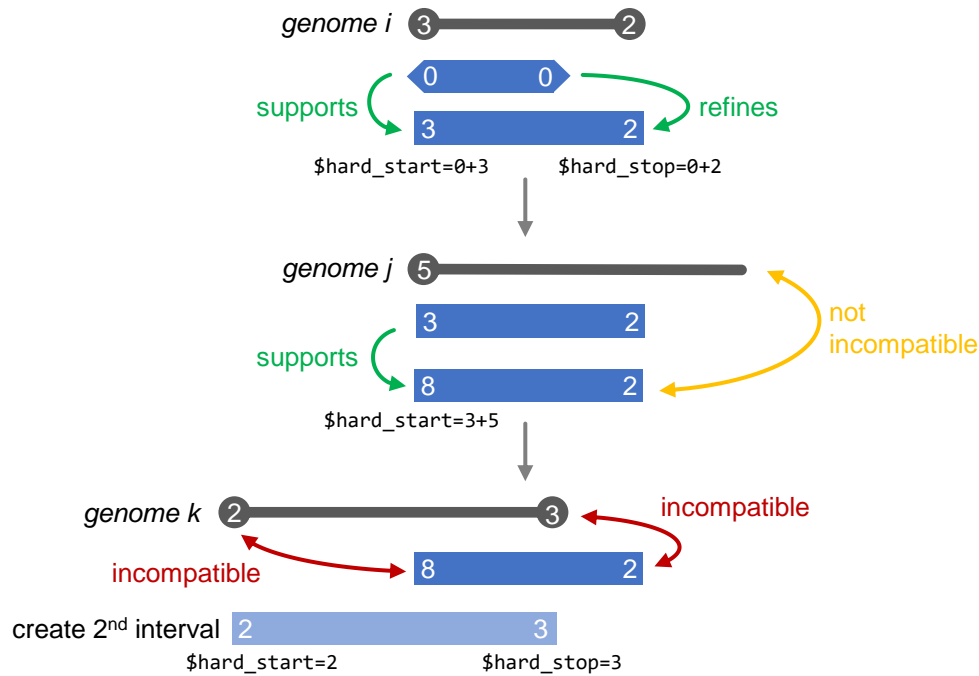 genome i 3 2
0 0
supports refines
3 2
$hard_start=0+3 $hard_stop=0+2
genome j 5
3 2
not
incompatible
supports
8 2
$hard_start=3+5
genome k 2 3
incompatible
incompatible 8 2
create 2nd interval 2 3
$hard_start=2 $hard_stop=3